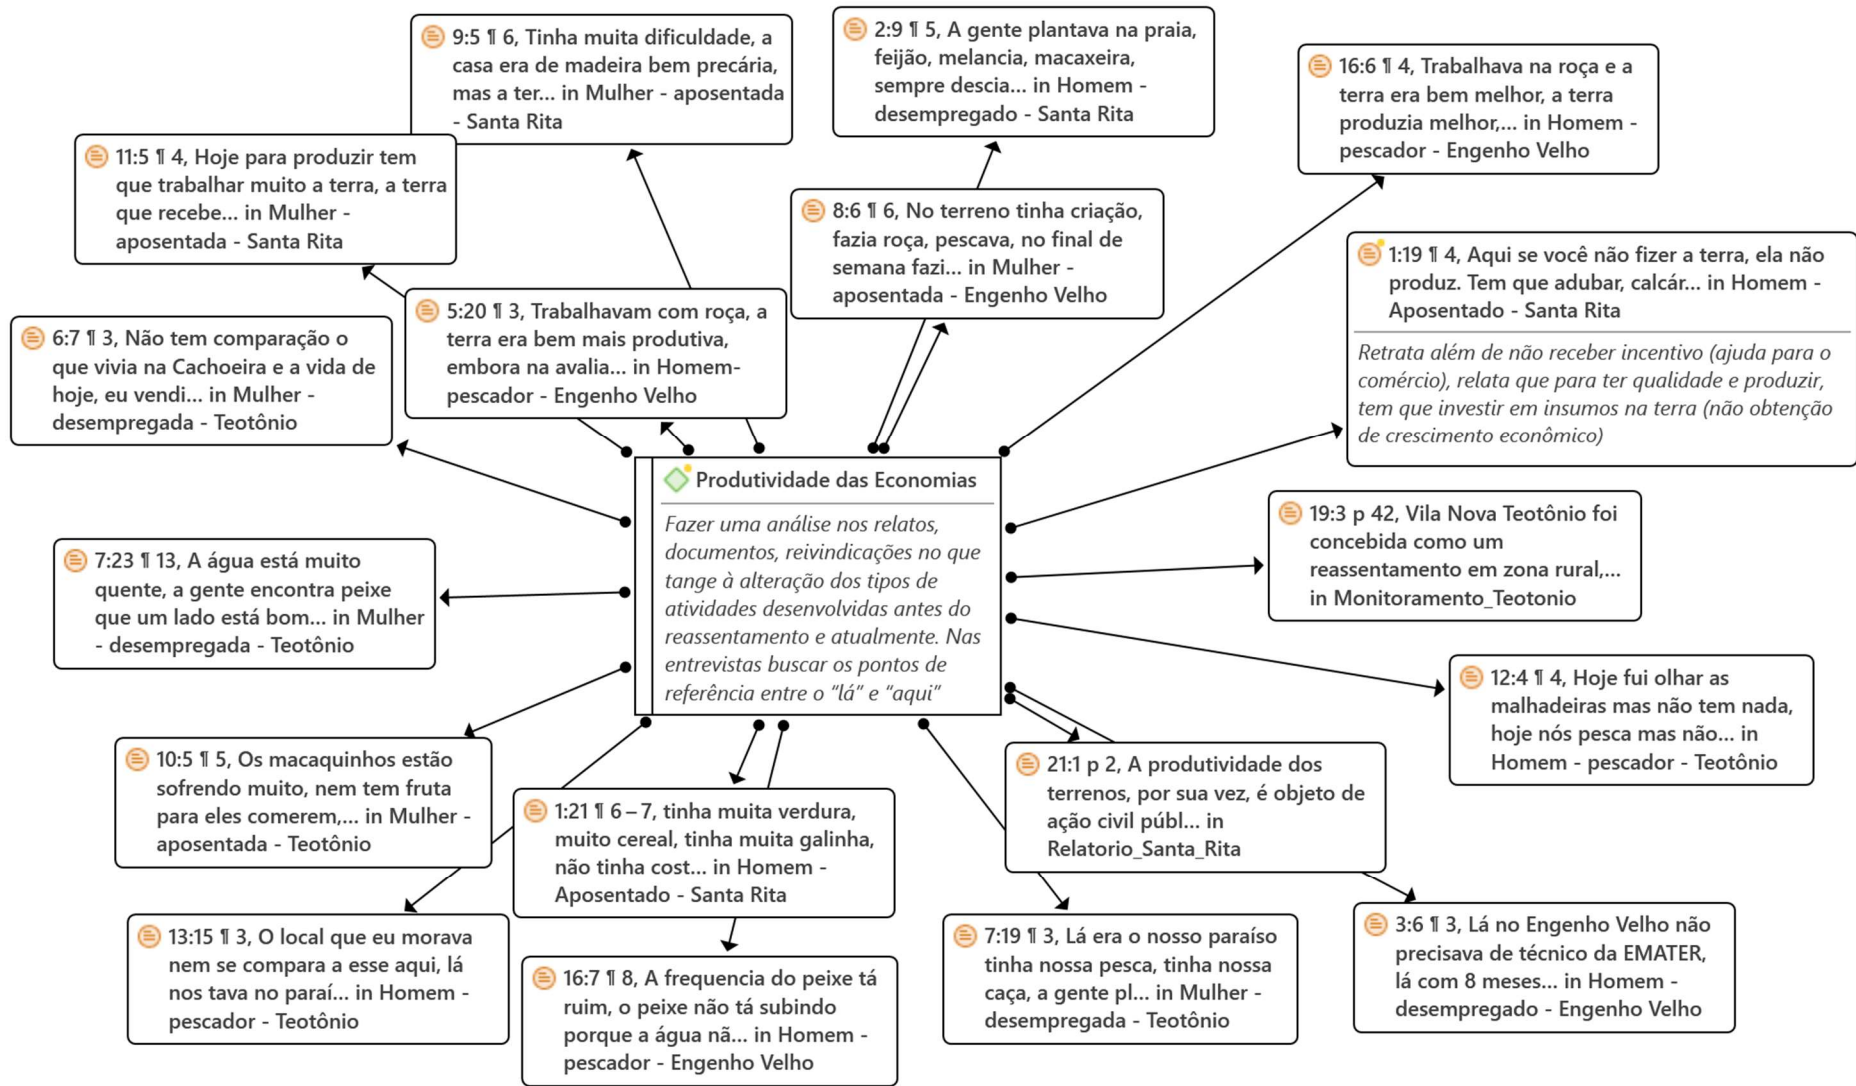 9:5 ¶ 6, Tinha muita dificuldade, a
casa era de madeira bem precária,
mas a ter... in Mulher - aposentada
- Santa Rita
2:9 ¶ 5, A gente plantava na praia,
feijão, melancia, macaxeira,
sempre descia... in Homem -
desempregado - Santa Rita
16:6 ¶ 4, Trabalhava na roça e a
terra era bem melhor, a terra
produzia melhor,... in Homem -
pescador - Engenho Velho
11:5 ¶ 4, Hoje para produzir tem
que trabalhar muito a terra, a terra
que recebe... in Mulher -
aposentada - Santa Rita
8:6 ¶ 6, No terreno tinha criação,
fazia roça, pescava, no final de
semana fazi... in Mulher -
aposentada - Engenho Velho
1:19 ¶ 4, Aqui se você não fizer a terra, ela não
produz. Tem que adubar, calcár... in Homem -
Aposentado - Santa Rita
Retrata além de não receber incentivo (ajuda para o
comércio), relata que para ter qualidade e produzir,
tem que investir em insumos na terra (não obtenção
de crescimento econômico)
5:20 ¶ 3, Trabalhavam com roça, a
terra era bem mais produtiva,
embora na avalia... in Homem-
pescador - Engenho Velho
6:7 ¶ 3, Não tem comparação o
que vivia na Cachoeira e a vida de
hoje, eu vendi... in Mulher -
desempregada - Teotônio
Produtividade das Economias
Fazer uma análise nos relatos,
documentos, reivindicações no que
tange à alteração dos tipos de
atividades desenvolvidas antes do
reassentamento e atualmente. Nas
entrevistas buscar os pontos de
referência entre o "lá" e "aqui"
19:3 p 42, Vila Nova Teotônio foi
concebida como um
reassentamento em zona rural,...
in Monitoramento_Teotonio
7:23 ¶ 13, A água está muito
quente, a gente encontra peixe
que um lado está bom... in Mulher
- desempregada - Teotônio
12:4 ¶ 4, Hoje fui olhar as
malhadeiras mas não tem nada,
hoje nós pesca mas não... in
Homem - pescador - Teotônio
10:5 ¶ 5, Os macaquinhos estão
sofrendo muito, nem tem fruta
para eles comerem,... in Mulher -
aposentada - Teotônio
1:21 ¶ 6 – 7, tinha muita verdura,
muito cereal, tinha muita galinha,
não tinha cost... in Homem -
Aposentado - Santa Rita
21:1 p 2, A produtividade dos
terrenos, por sua vez, é objeto de
ação civil públ... in
Relatorio_Santa_Rita
13:15 ¶ 3, O local que eu morava
nem se compara a esse aqui, lá
nos tava no paraí... in Homem -
pescador - Teotônio
16:7 ¶ 8, A frequencia do peixe tá
ruim, o peixe não tá subindo
porque a água nã... in Homem -
pescador - Engenho Velho
7:19 ¶ 3, Lá era o nosso paraíso
tinha nossa pesca, tinha nossa
caça, a gente pl... in Mulher -
desempregada - Teotônio
3:6 ¶ 3, Lá no Engenho Velho não
precisava de técnico da EMATER,
lá com 8 meses... in Homem -
desempregado - Engenho Velho